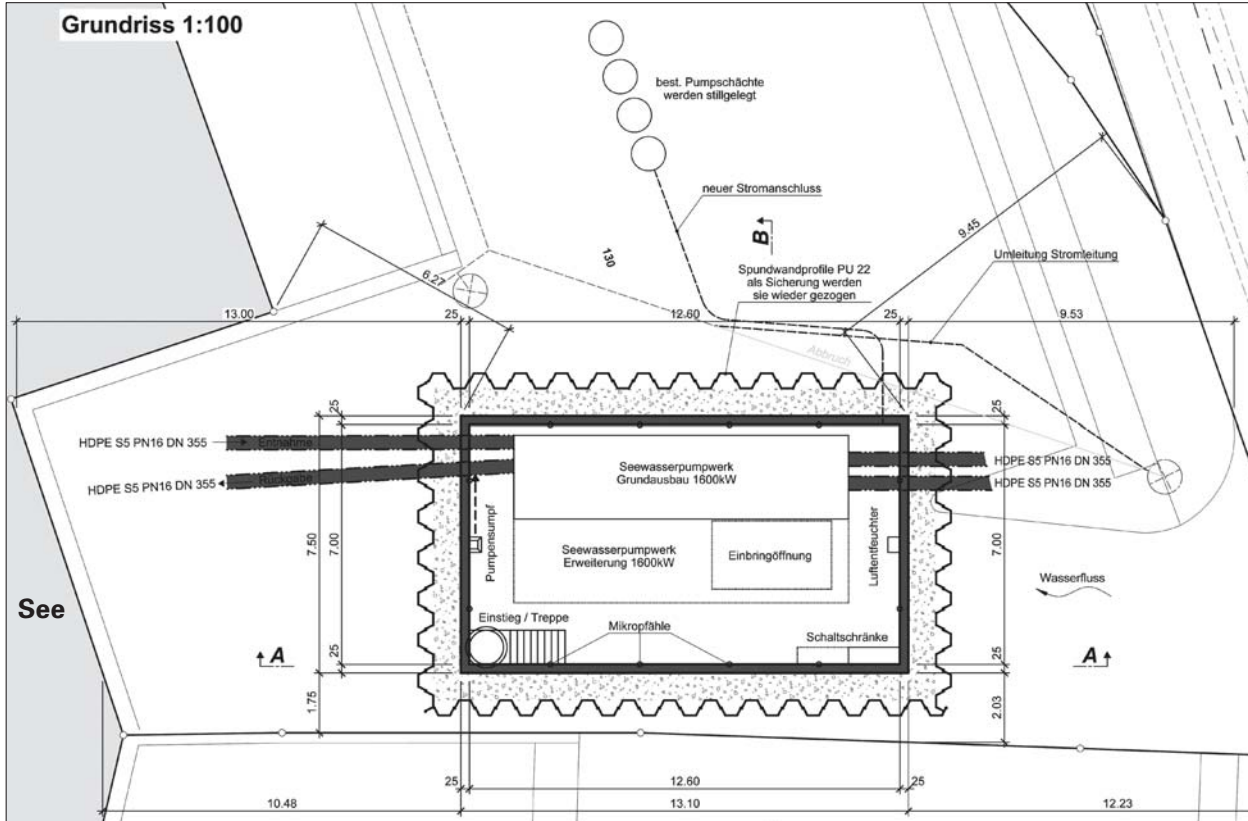 Grundriss 1:100
best. Pumpschächte
werden stillgelegt
neuer Stromanschluss
B
130
9.45
Umleitung Stromleitung
6.27
Spundwandprofile PU 22
als Sicherung werden
sie wieder gezogen
13.00
25
12.60
25
9.53
Abbruch
25
25
HDPE S5 PN16 DN 355
Entnahme
HDPE S5 PN16 DN 355
Rückgabe
Seewasserpumpwerk
Grundausbau 1600kW
HDPE S5 PN16 DN 355
HDPE S5 PN16 DN 355
7.50
7.00
Pumpensumpf
Seewasserpumpwerk
Erweiterung 1600kW
Einbringöffnung
Luftentfeuchter
7.00
Wasserfluss
See
Einstieg / Treppe
Mikropfähle
Schaltschränke
A
25
25
A
1.75
2.03
25
12.60
25
10.48
13.10
12.23